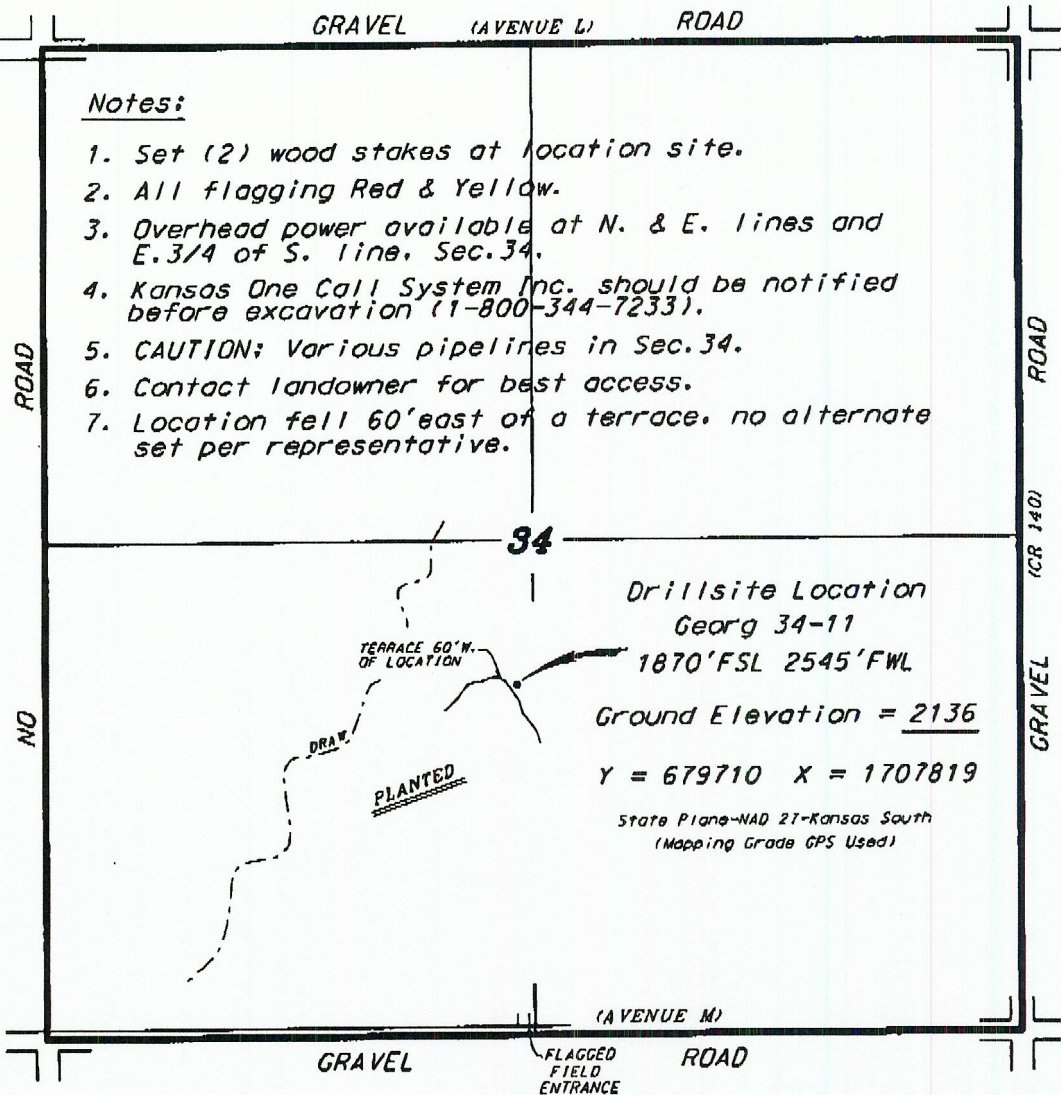 GRAVEL (AVENUE L) ROAD
Notes:
1. Set (2) wood stakes at location site.
2. All flagging Red & Yellow.
3. Overhead power available at N. & E. lines and
E.3/4 of S. line, Sec.34.
4. Kansas One Call System Inc. should be notified
before excavation (1-800-344-7233).
5. CAUTION: Various pipelines in Sec.34.
6. Contact landowner for best access.
7. Location fell 60'east of a terrace, no alternate
set per representative.
NO ROAD
GRAVEL (CR 140) ROAD
34
Drillsite Location
Georg 34-11
1870'FSL 2545'FWL
TERRACE 60'W.
OF LOCATION
Ground Elevation = 2136
DRAW
PLANTED
Y = 679710 X = 1707819
State Plane-NAD 27-Kansas South
(Mapping Grade GPS Used)
(AVENUE M)
GRAVEL ROAD
FLAGGED
FIELD
ENTRANCE